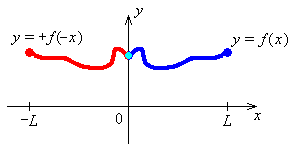 y
y = +f(−x)
y = f(x)
−L
0
L
x